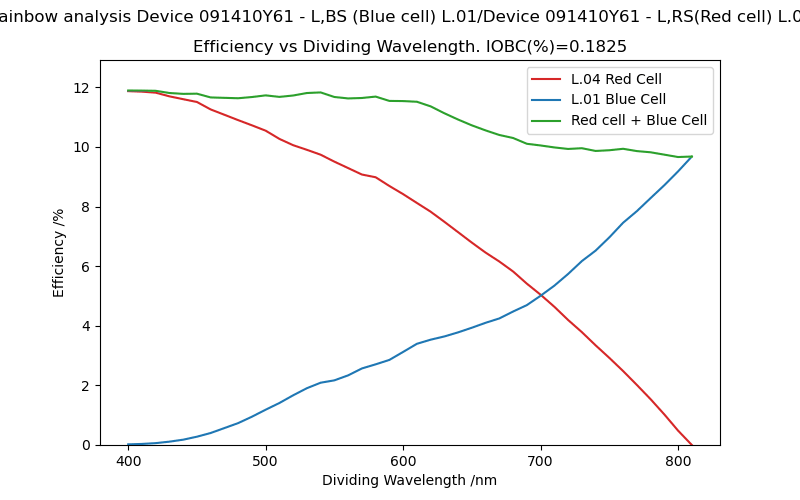 ainbow analysis Device 091410Y61 - L,BS (Blue cell) L.01/Device 091410Y61 - L,RS(Red cell) L.0
Efficiency vs Dividing Wavelength. IOBC(%)=0.1825
12
10
8
6
4
2
0
Efficiency /%
L.04 Red Cell
L.01 Blue Cell
Red cell + Blue Cell
400 500 600 700 800
Dividing Wavelength /nm